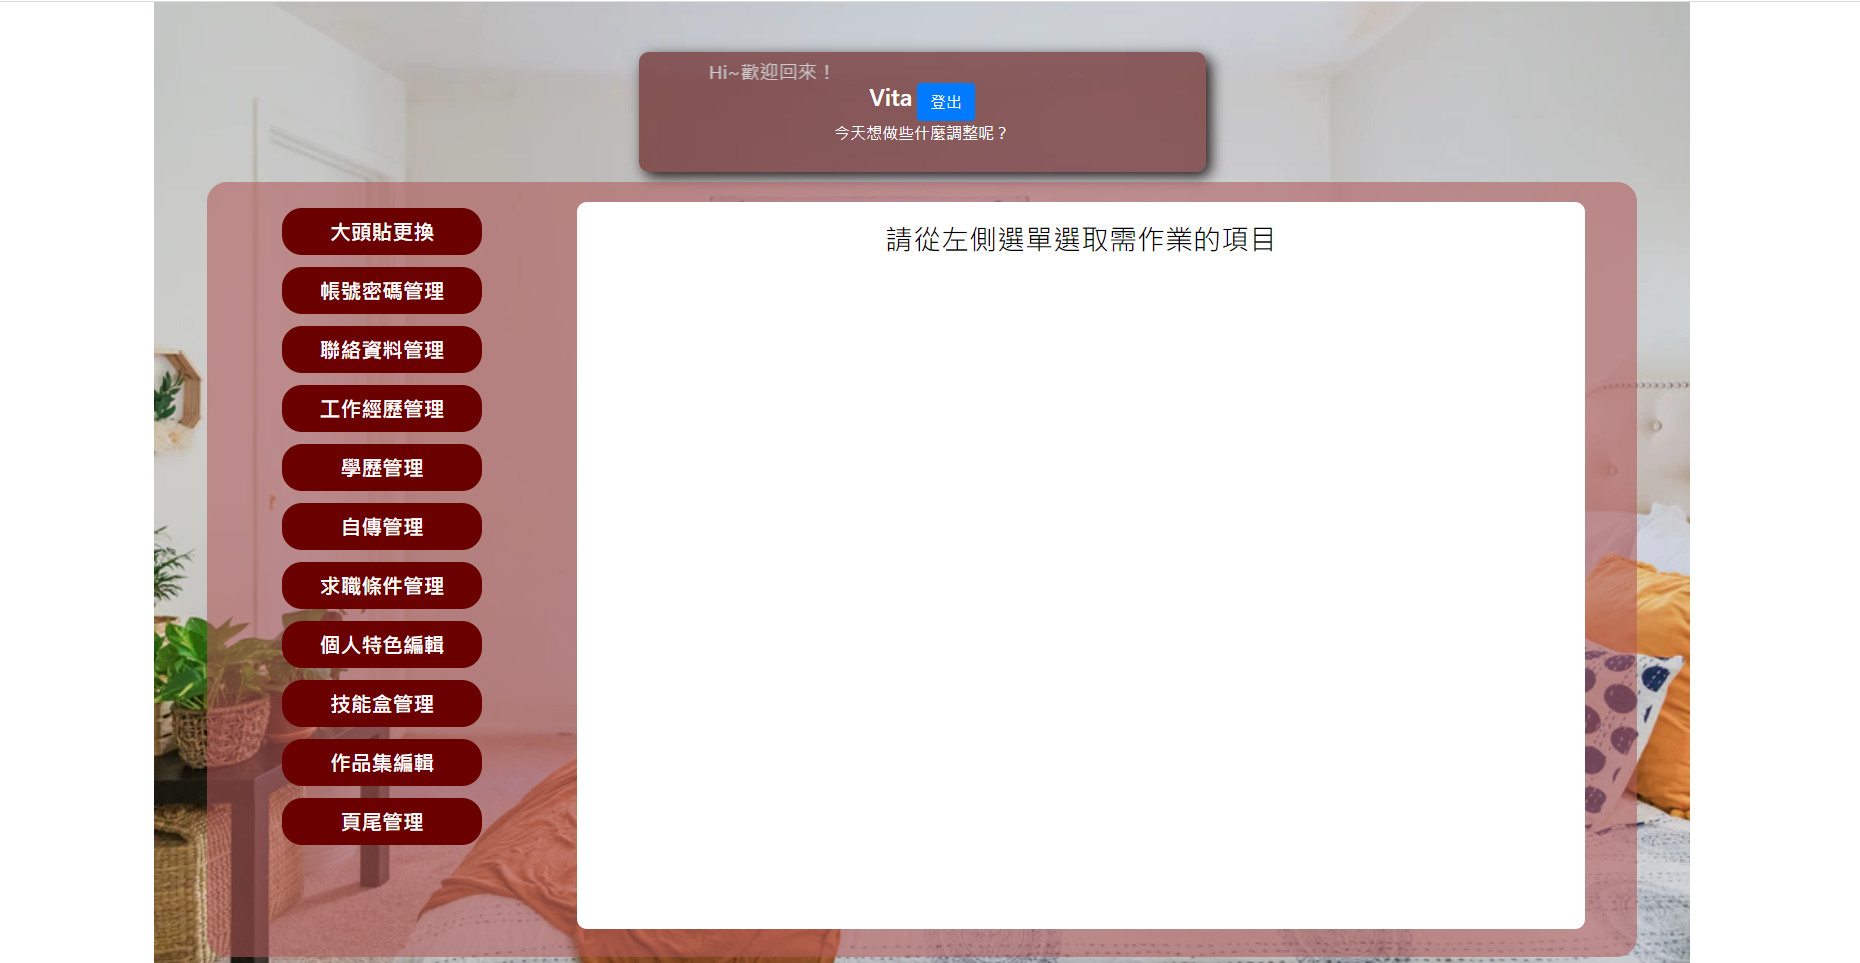 Hi~歡迎回來！
Vita 登出
今天想做些什麼調整呢？
大頭貼更換
帳號密碼管理
聯絡資料管理
工作經歷管理
學歷管理
自傳管理
求職條件管理
個人特色編輯
技能盒管理
作品集編輯
頁尾管理
請從左側選單選取需作業的項目